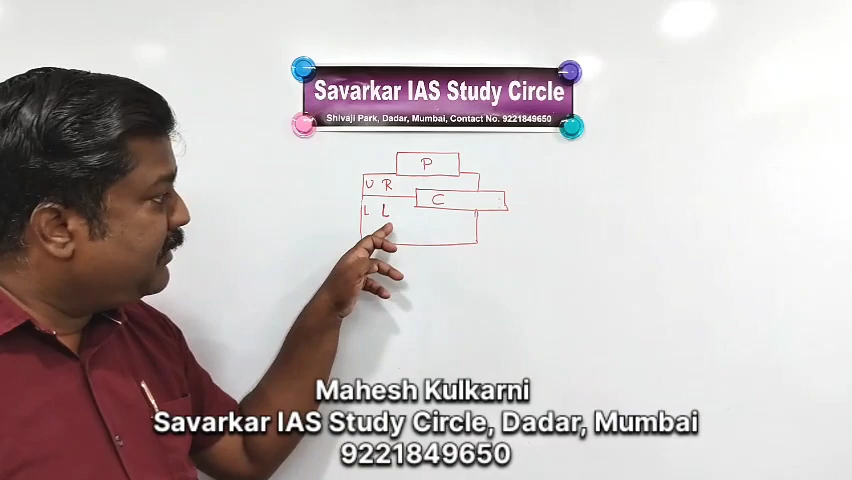 Savarkar IAS Study Circle
Shivaji Park, Dadar, Mumbai, Contact No. 9221849650
P
U R
C
L L
Mahesh Kulkarni
Savarkar IAS Study Circle, Dadar, Mumbai
9221849650